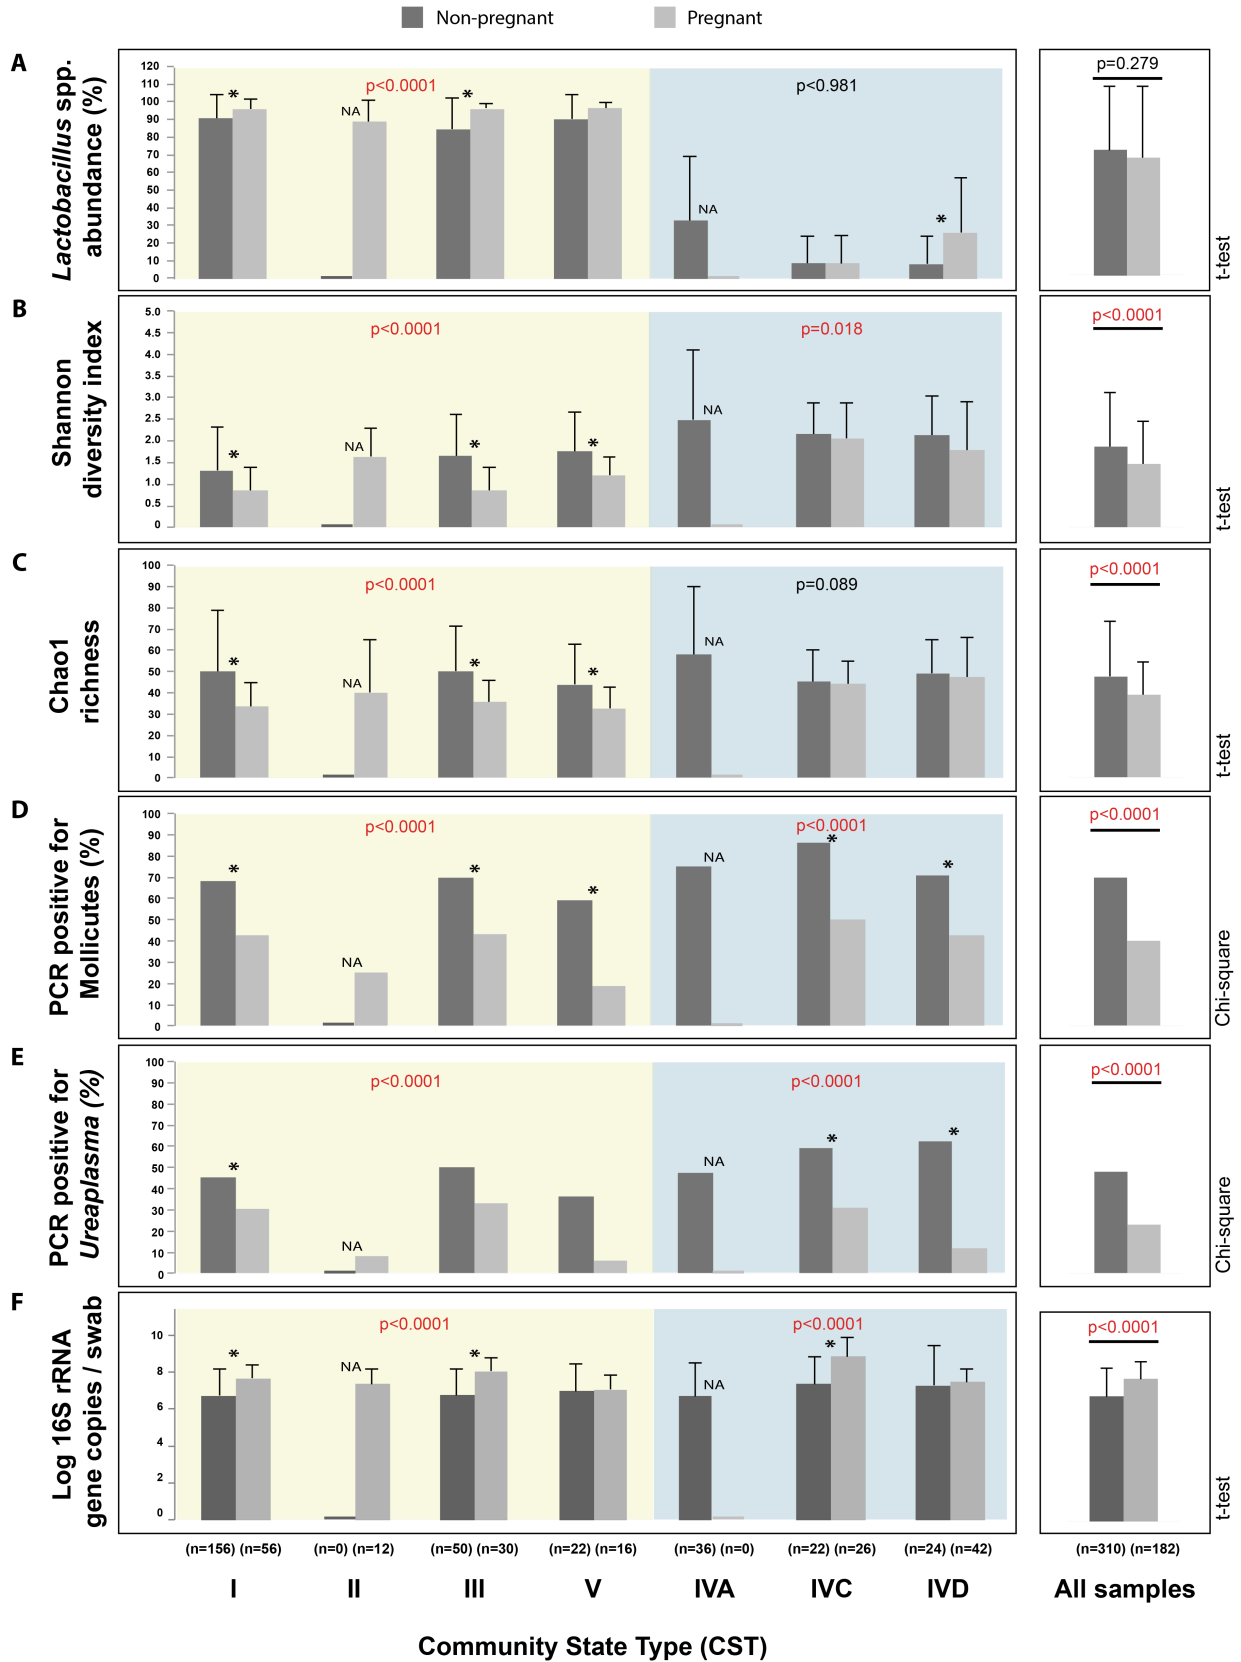 Non-pregnant Pregnant
A
Lactobacillus spp.
abundance (%)
120
110
100
90
80
70
60
50
40
30
20
10
0
p<0.0001
p<0.981
* NA * NA *
p=0.279
t-test
B
Shannon
diversity index
5.0
4.5
4.0
3.5
3.0
2.5
2.0
1.5
1.0
0.5
0
p<0.0001
p=0.018
* NA * * NA
p<0.0001
t-test
C
Chao1
richness
100
90
80
70
60
50
40
30
20
10
0
p<0.0001
p=0.089
* NA * * NA
p<0.0001
t-test
D
PCR positive for
Mollicutes (%)
100
90
80
70
60
50
40
30
20
10
0
p<0.0001
p<0.0001
* NA * * NA * *
p<0.0001
Chi-square
E
PCR positive for
Ureaplasma (%)
100
90
80
70
60
50
40
30
20
10
0
p<0.0001
p<0.0001
* NA NA * *
p<0.0001
Chi-square
F
Log 16S rRNA
gene copies / swab
10
8
6
4
2
0
p<0.0001
p<0.0001
* NA * NA *
p<0.0001
t-test
(n=156) (n=56) (n=0) (n=12) (n=50) (n=30) (n=22) (n=16) (n=36) (n=0) (n=22) (n=26) (n=24) (n=42) (n=310) (n=182)
I II III V IVA IVC IVD All samples
Community State Type (CST)